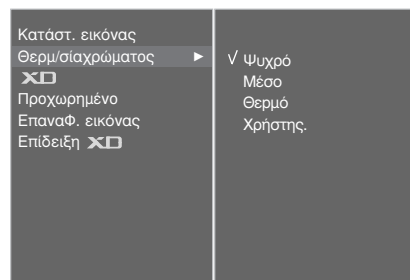 Κατάστ. εικόνας
Θερμ/σίαχρώματος ►
XD
Προχωρημένο
ΕπαναΦ. εικόνας
Επίδειξη XD
√ Ψυχρό
Μέσο
Θερμό
Χρήστης.